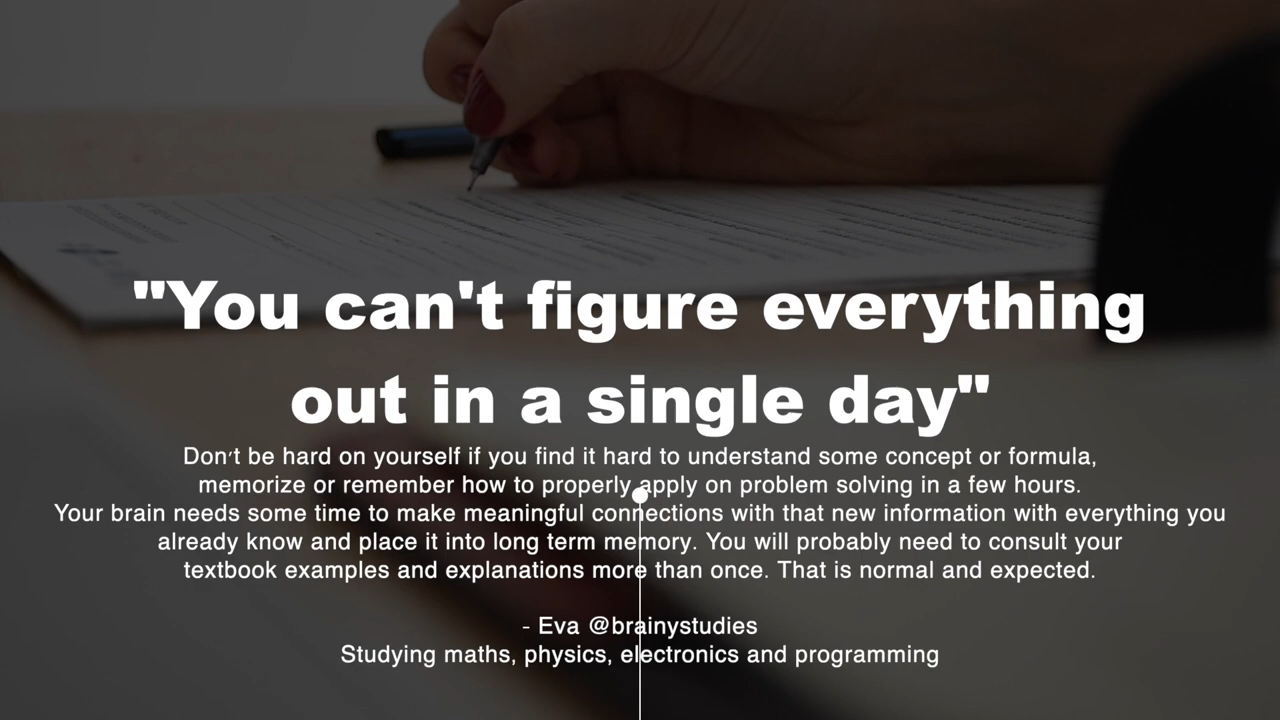 "You can't figure everything
out in a single day"
Don't be hard on yourself if you find it hard to understand some concept or formula,
memorize or remember how to properly apply on problem solving in a few hours.
Your brain needs some time to make meaningful connections with that new information with everything you
already know and place it into long term memory. You will probably need to consult your
textbook examples and explanations more than once. That is normal and expected.
- Eva @brainystudies
Studying maths, physics, electronics and programming